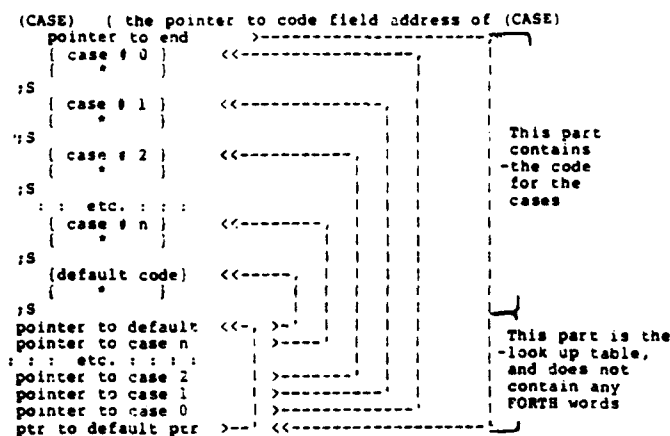 (CASE) ( the pointer to code field address of (CASE)
pointer to end >-----------------------
{ case # 0 } <<------------------
{ * }
;S
{ case # 1 } <<---------------
{ * }
;S
{ case # 2 } <<-------------
{ * }
;S
: : etc. : : :
{ case # n } <<----------
{ * }
;S
{default code} <<-------
{ * }
;S
pointer to default <<-- >--
pointer to case n >-----
: : : etc. : : : :
pointer to case 2 >--------
pointer to case 1 >-----------
pointer to case 0 >--------------
ptr to default ptr >-- <<-------------------
This part
contains
-the code
for the
cases
This part is the
-look up table,
and does not
contain any
FORTH words